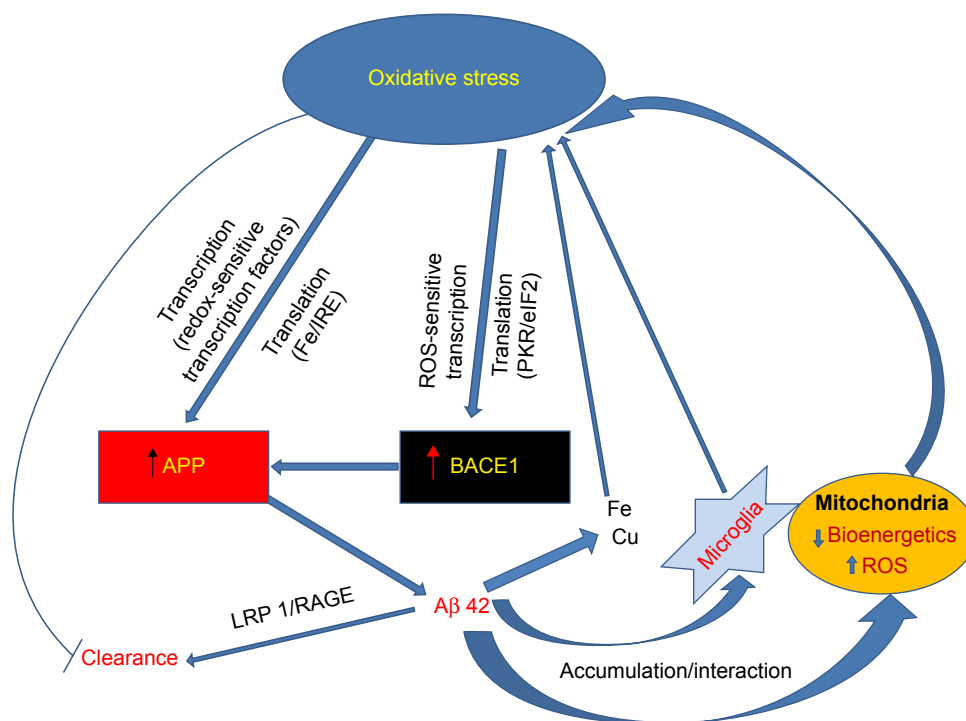 Oxidative stress
Transcription
(redox-sensitive
transcription factors)
Translation
(Fe/IRE)
ROS-sensitive
transcription
Translation
(PKR/eIF2)
APP
BACE1
Fe
Cu
Microglia
Mitochondria
Bioenergetics
ROS
Aβ 42
LRP 1/RAGE
Clearance
Accumulation/interaction